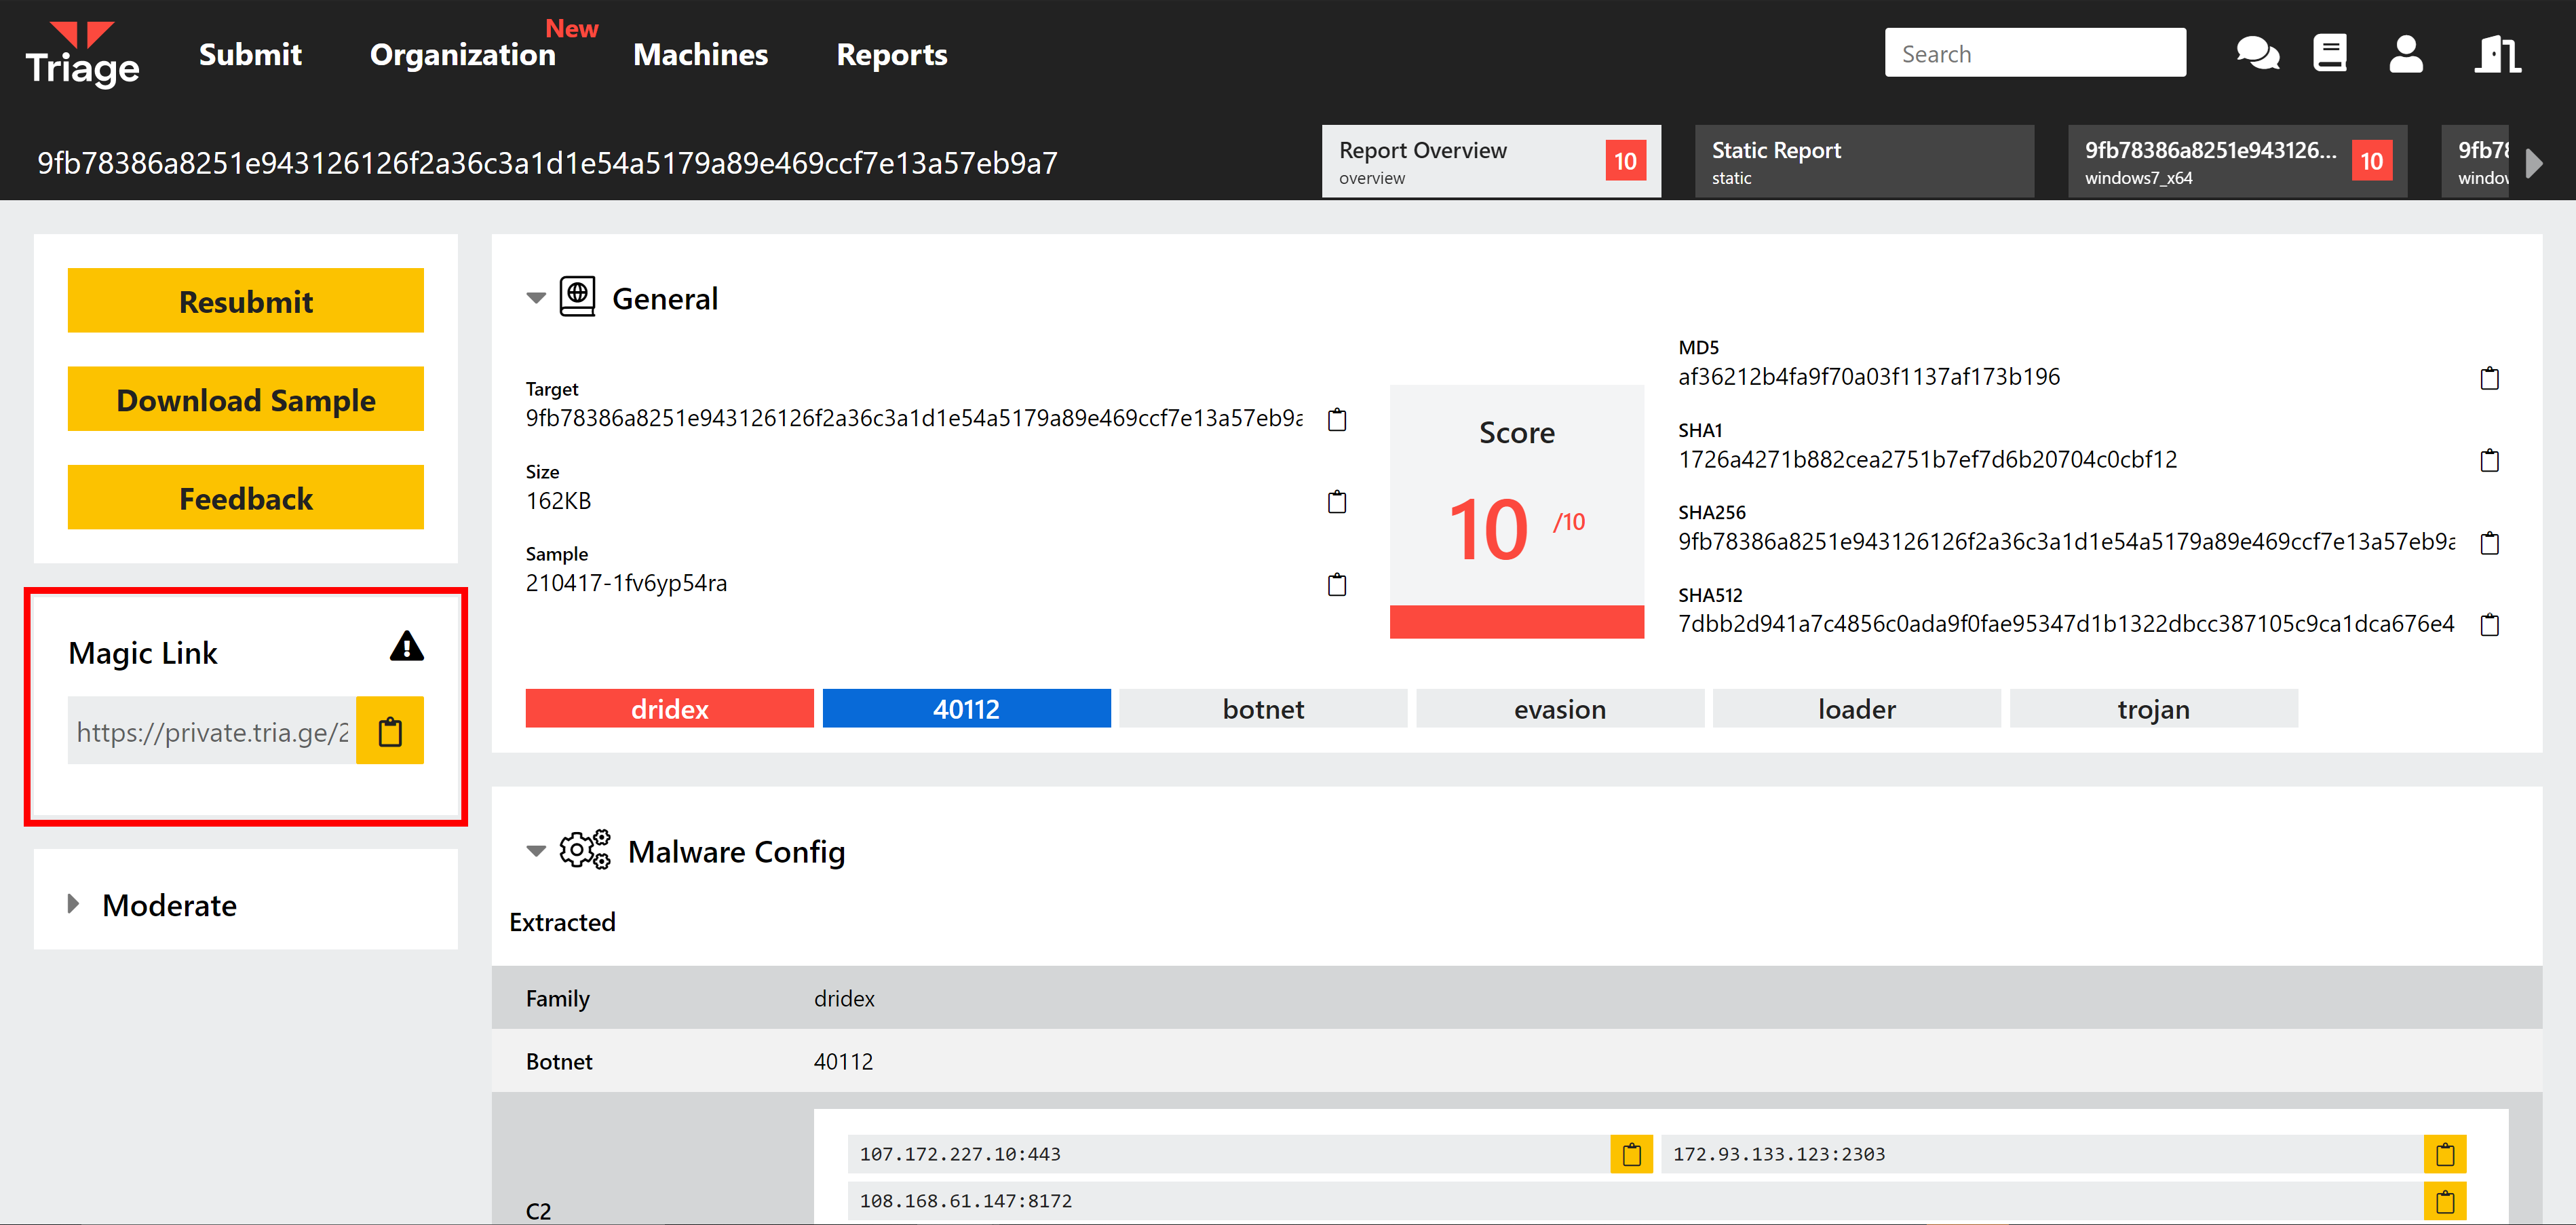 Triage
Submit
Organization
New
Machines
Reports
Search
9fb78386a8251e943126126f2a36c3a1d1e54a5179a89e469ccf7e13a57eb9a7
Report Overview
overview
10
Static Report
static
9fb78386a8251e943126...
windows7_x64
10
9fb78
window
Resubmit
Download Sample
Feedback
Magic Link
https://private.tria.ge/2
Moderate
General
Target
9fb78386a8251e943126126f2a36c3a1d1e54a5179a89e469ccf7e13a57eb9a
Size
162KB
Sample
210417-1fv6yp54ra
Score
10 /10
MD5
af36212b4fa9f70a03f1137af173b196
SHA1
1726a4271b882cea2751b7ef7d6b20704c0cbf12
SHA256
9fb78386a8251e943126126f2a36c3a1d1e54a5179a89e469ccf7e13a57eb9a
SHA512
7dbb2d941a7c4856c0ada9f0fae95347d1b1322dbcc387105c9ca1dca676e4
dridex
40112
botnet
evasion
loader
trojan
Malware Config
Extracted
Family dridex
Botnet 40112
C2
107.172.227.10:443
172.93.133.123:2303
108.168.61.147:8172